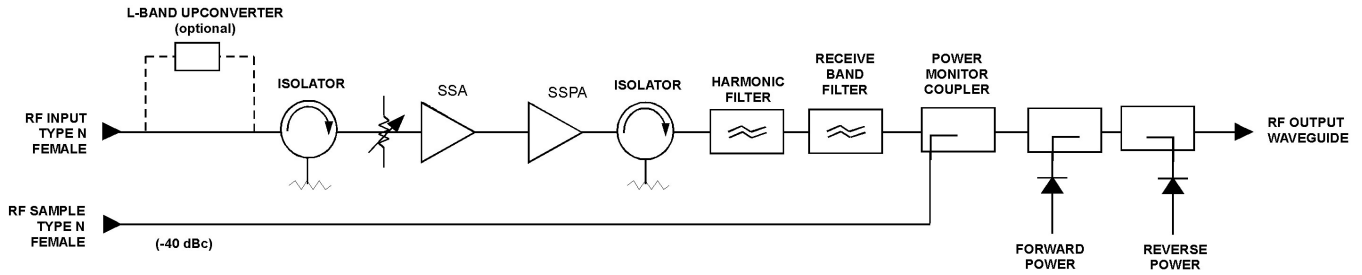 L-BAND UPCONVERTER
(optional)
ISOLATOR
SSA
SSPA
ISOLATOR
HARMONIC
FILTER
RECEIVE
BAND
FILTER
POWER
MONITOR
COUPLER
RF INPUT
TYPE N
FEMALE
RF OUTPUT
WAVEGUIDE
RF SAMPLE
TYPE N
FEMALE
(-40 dBc)
FORWARD
POWER
REVERSE
POWER